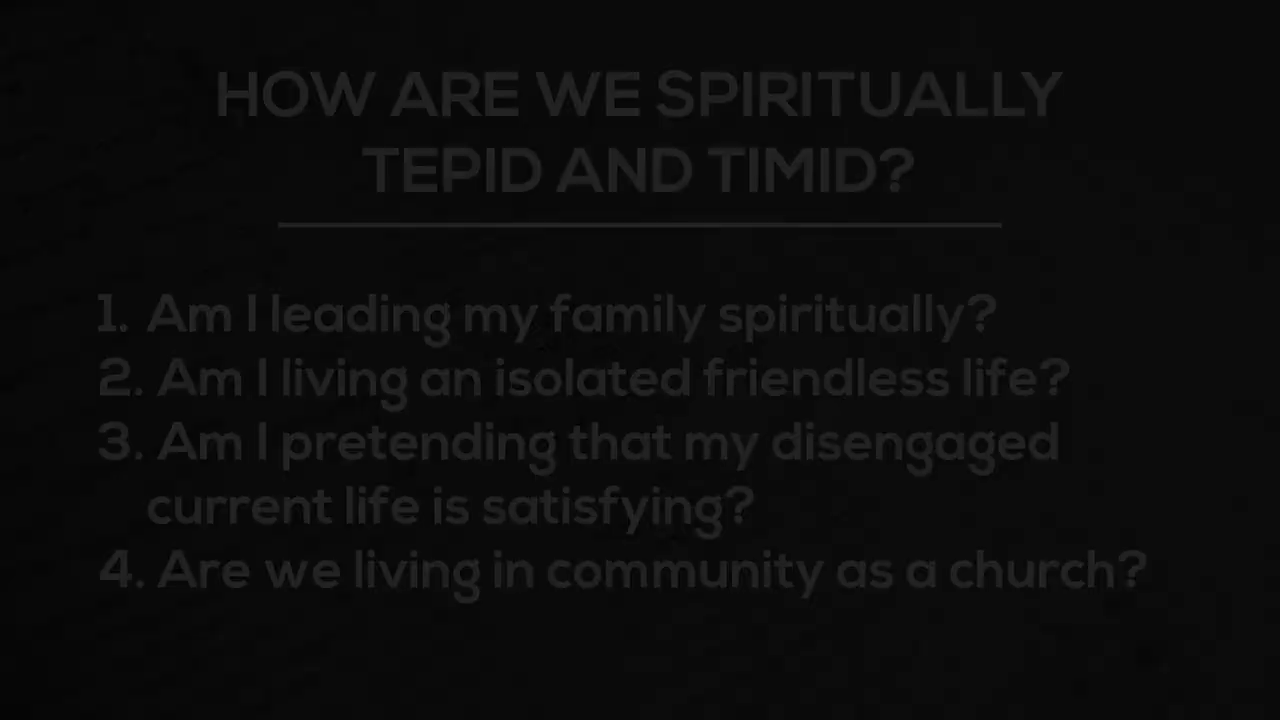 HOW ARE WE SPIRITUALLY
TEPID AND TIMID?
1. Am I leading my family spiritually?
2. Am I living an isolated friendless life?
3. Am I pretending that my disengaged
current life is satisfying?
4. Are we living in community as a church?